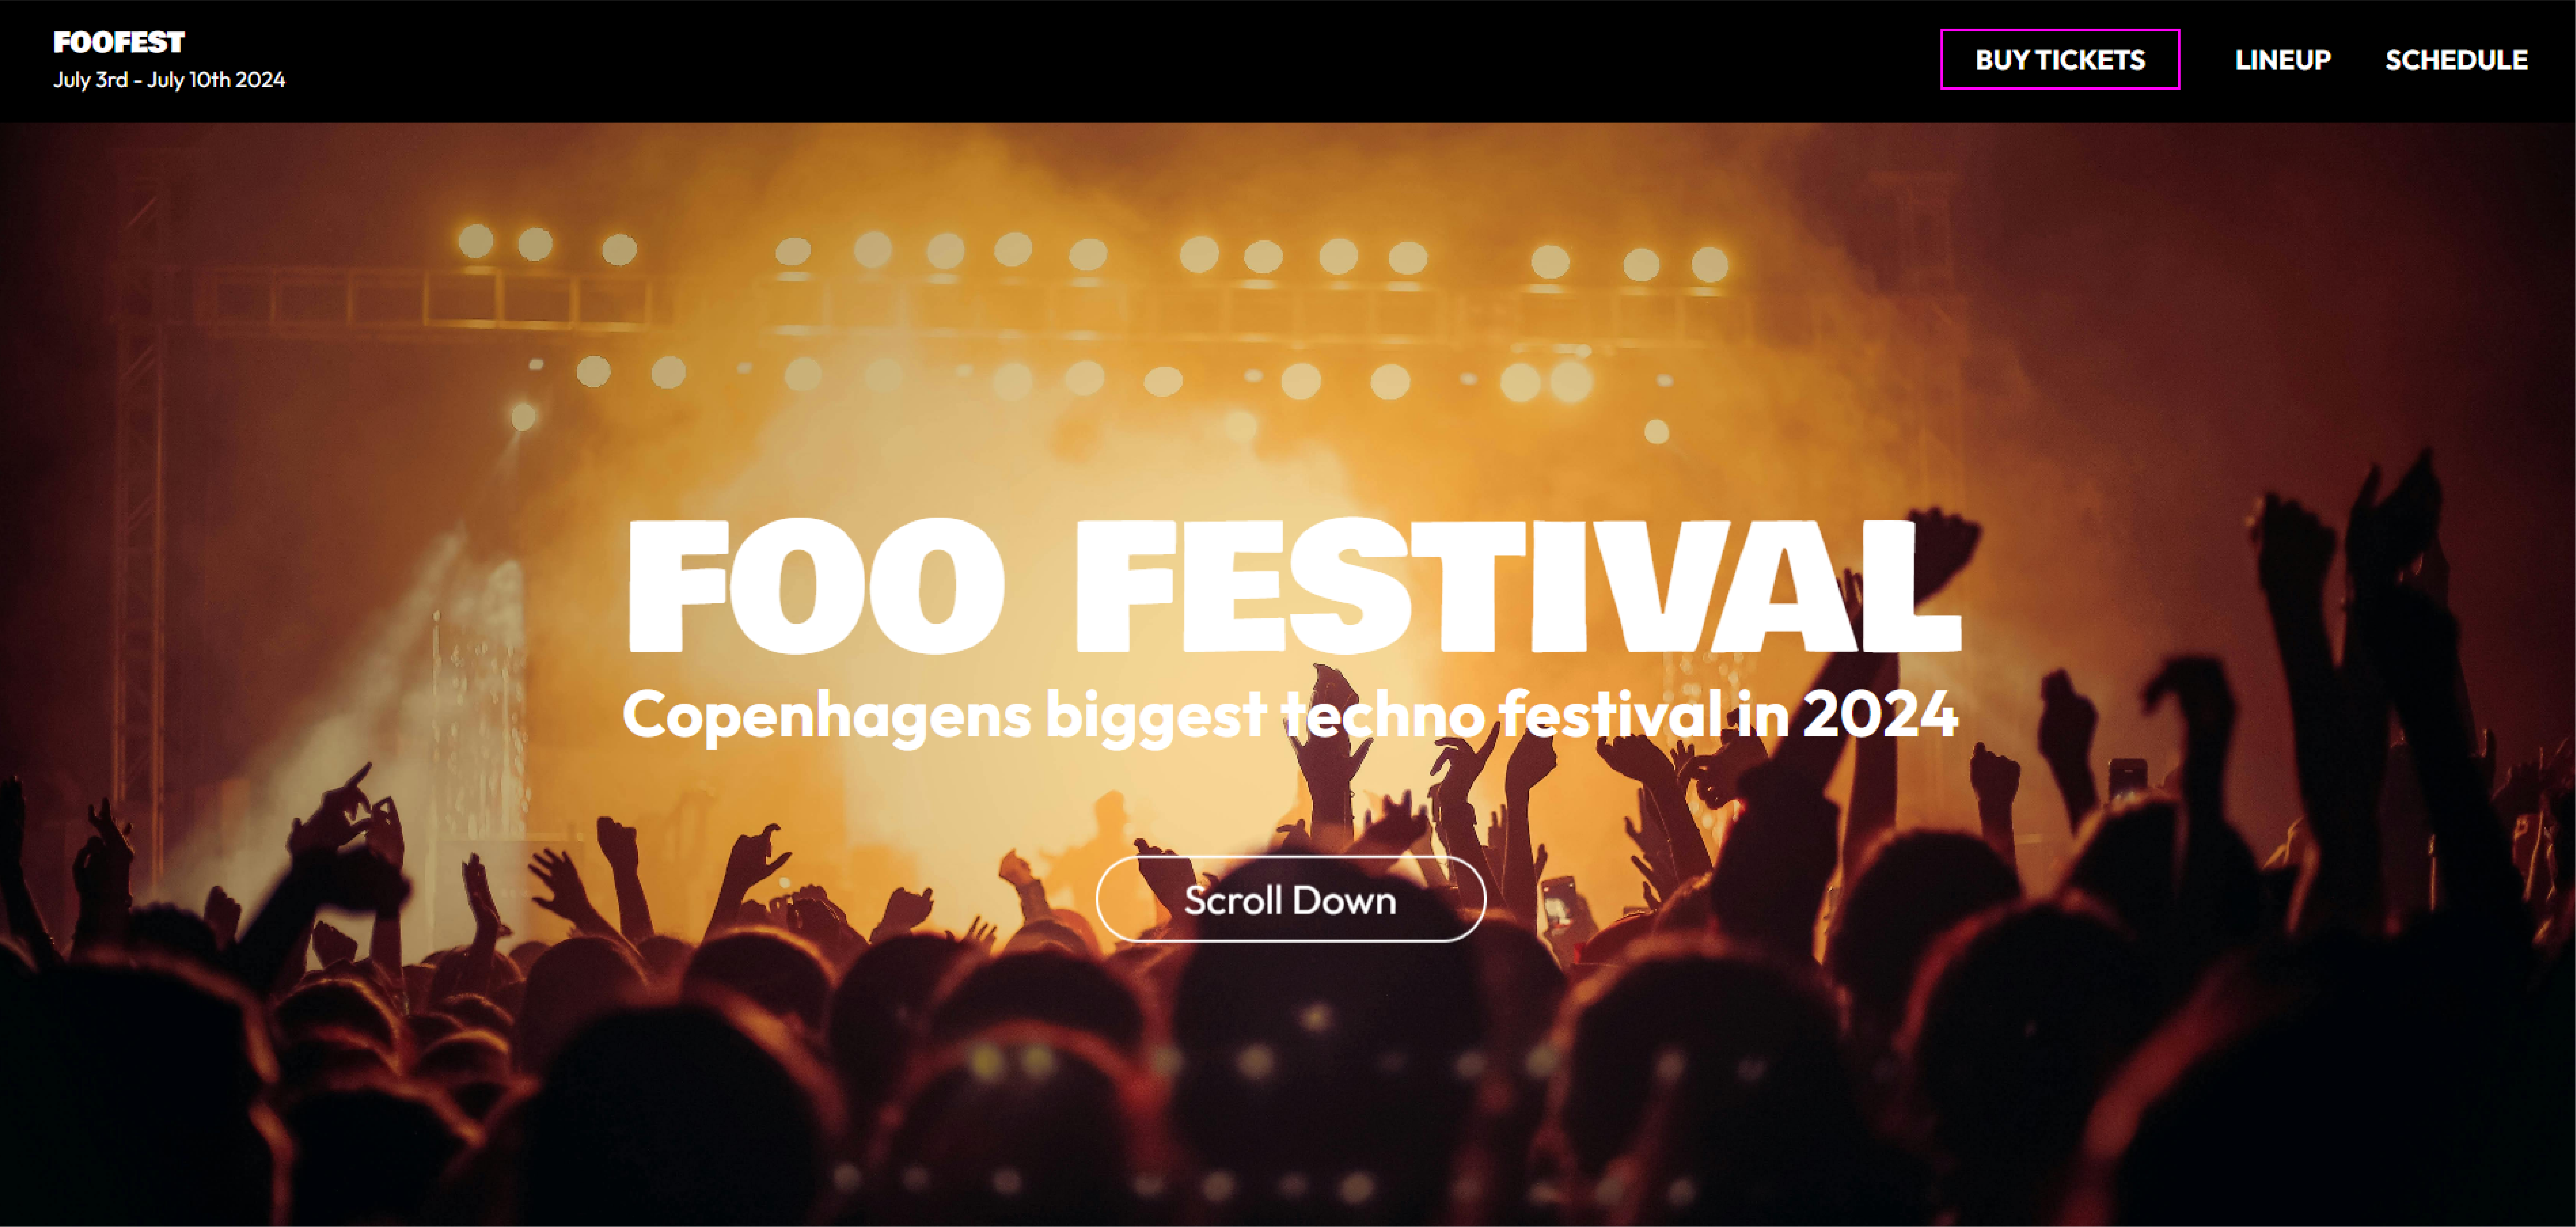 FOOFEST
July 3rd - July 10th 2024
BUY TICKETS
LINEUP
SCHEDULE
FOO FESTIVAL
Copenhagens biggest techno festival in 2024
Scroll Down